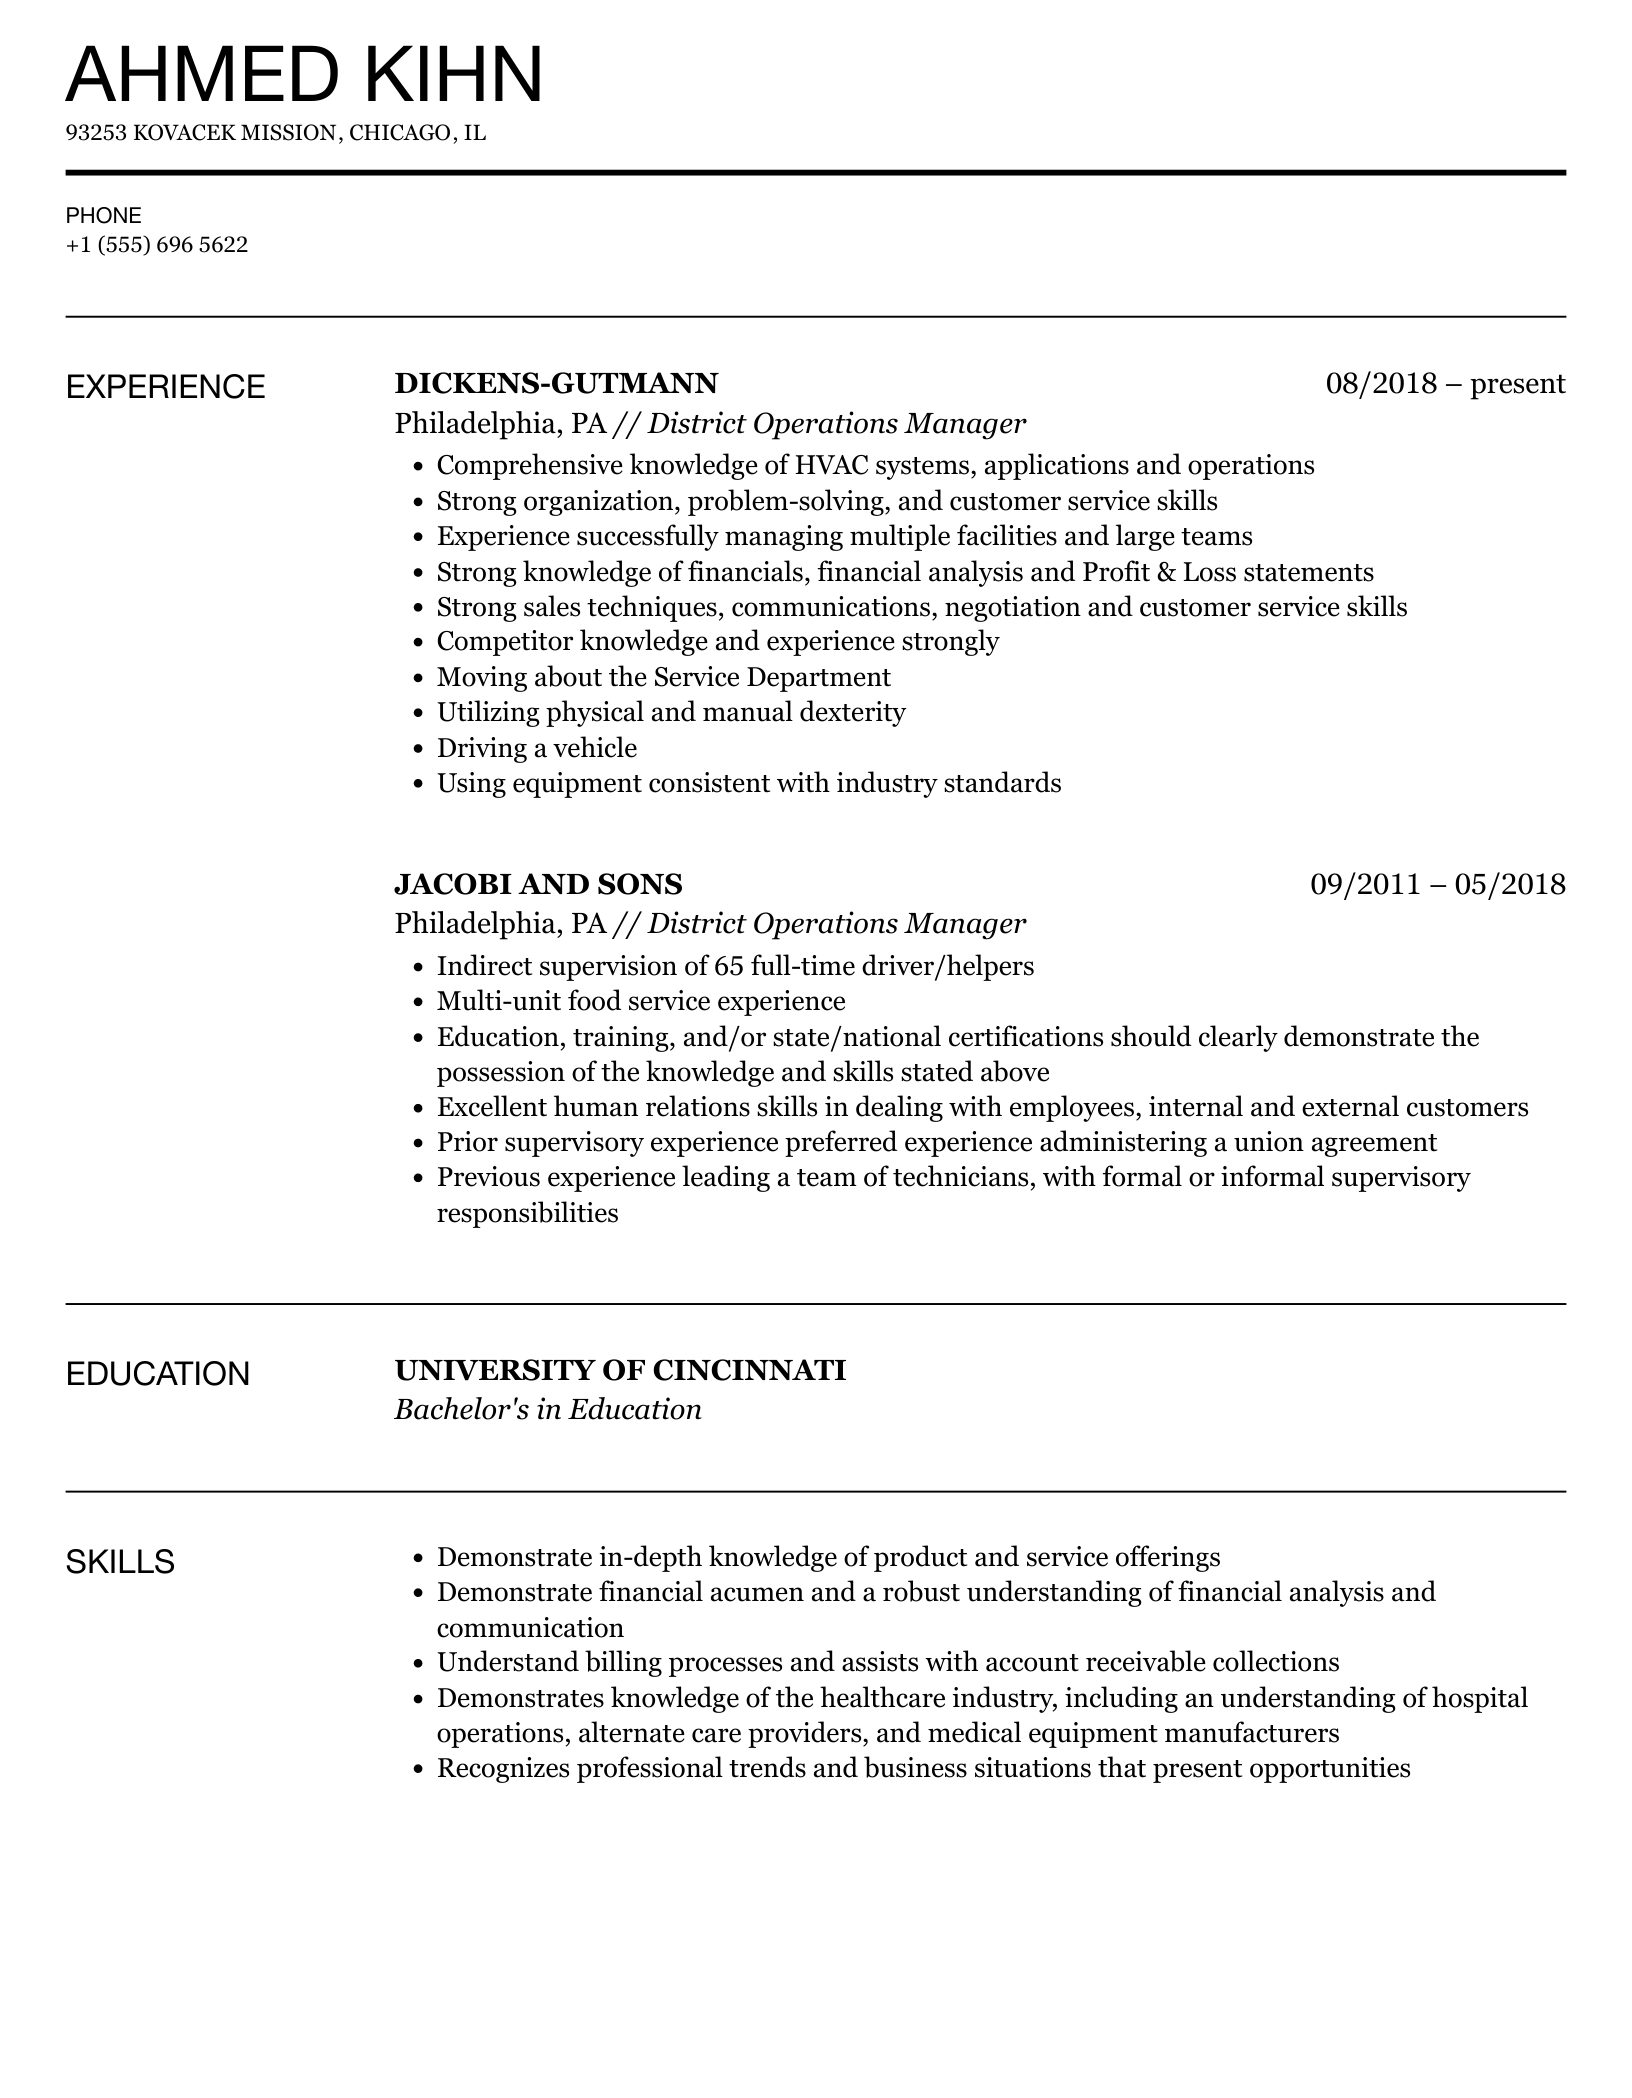 AHMED KIHN
93253 KOVACEK MISSION, CHICAGO, IL
PHONE
+1 (555) 696 5622
EXPERIENCE
DICKENS-GUTMANN 08/2018 – present
Philadelphia, PA // District Operations Manager
• Comprehensive knowledge of HVAC systems, applications and operations
• Strong organization, problem-solving, and customer service skills
• Experience successfully managing multiple facilities and large teams
• Strong knowledge of financials, financial analysis and Profit & Loss statements
• Strong sales techniques, communications, negotiation and customer service skills
• Competitor knowledge and experience strongly
• Moving about the Service Department
• Utilizing physical and manual dexterity
• Driving a vehicle
• Using equipment consistent with industry standards
JACOBI AND SONS 09/2011 – 05/2018
Philadelphia, PA // District Operations Manager
• Indirect supervision of 65 full-time driver/helpers
• Multi-unit food service experience
• Education, training, and/or state/national certifications should clearly demonstrate the
possession of the knowledge and skills stated above
• Excellent human relations skills in dealing with employees, internal and external customers
• Prior supervisory experience preferred experience administering a union agreement
• Previous experience leading a team of technicians, with formal or informal supervisory
responsibilities
EDUCATION
UNIVERSITY OF CINCINNATI
Bachelor's in Education
SKILLS
• Demonstrate in-depth knowledge of product and service offerings
• Demonstrate financial acumen and a robust understanding of financial analysis and
communication
• Understand billing processes and assists with account receivable collections
• Demonstrates knowledge of the healthcare industry, including an understanding of hospital
operations, alternate care providers, and medical equipment manufacturers
• Recognizes professional trends and business situations that present opportunities